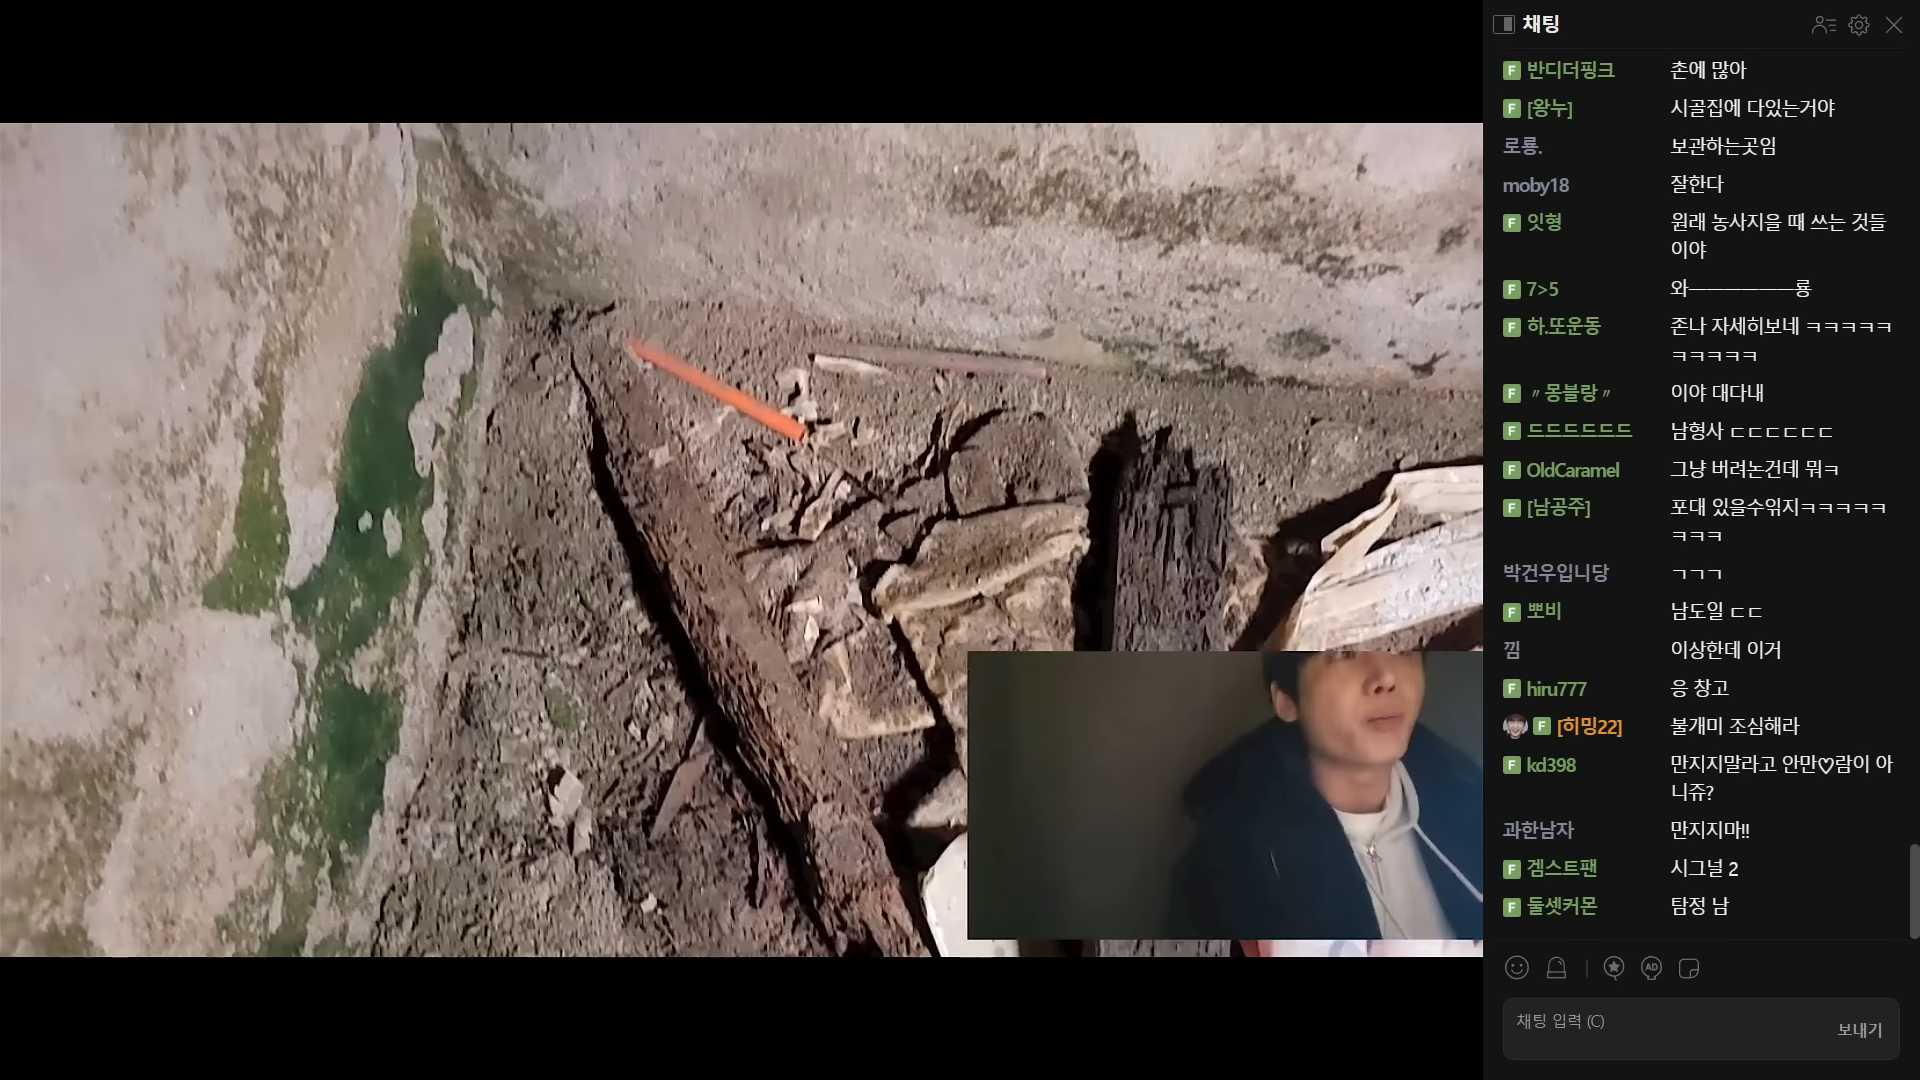 채팅
F 반디더핑크 촌에 많아
F [왕누] 시골집에 다있는거야
로룡. 보관하는곳임
moby18 잘한다
F 잇형 원래 농사지을 때 쓰는 것들
이야
F 7>5 와──────룡
F 하.또운동 존나 자세히보네 ㅋㅋㅋㅋㅋ
ㅋㅋㅋㅋㅋ
F 〃몽블랑〃 이야 대다내
F 드드드드드드 남형사 ㄷㄷㄷㄷㄷㄷ
F OldCaramel 그냥 버려논건데 뭐ㅋ
F [남공주] 포대 있을수읶지ㅋㅋㅋㅋㅋ
ㅋㅋㅋ
박건우입니당 ㄱㄱㄱ
F 뽀비 남도일 ㄷㄷ
낌 이상한데 이거
F hiru777 응 창고
F [히밍22] 불개미 조심해라
F kd398 만지지말라고 안만♡람이 아
니쥬?
과한남자 만지지마!!
F 겜스트팬 시그널 2
F 둘셋커몬 탐정 남
AD
채팅 입력 (C)
보내기